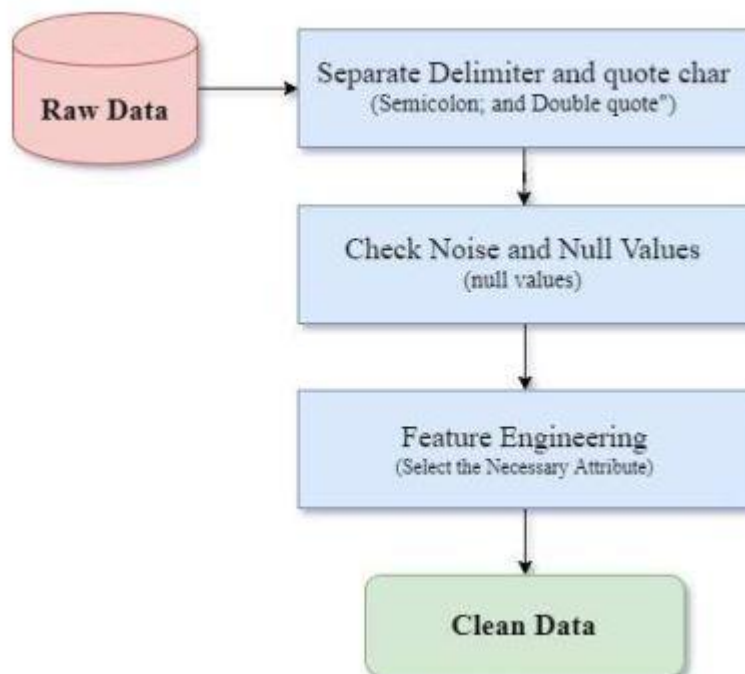 Raw Data
Separate Delimiter and quote char
(Semicolon; and Double quote")
Check Noise and Null Values
(null values)
Feature Engineering
(Select the Necessary Attribute)
Clean Data